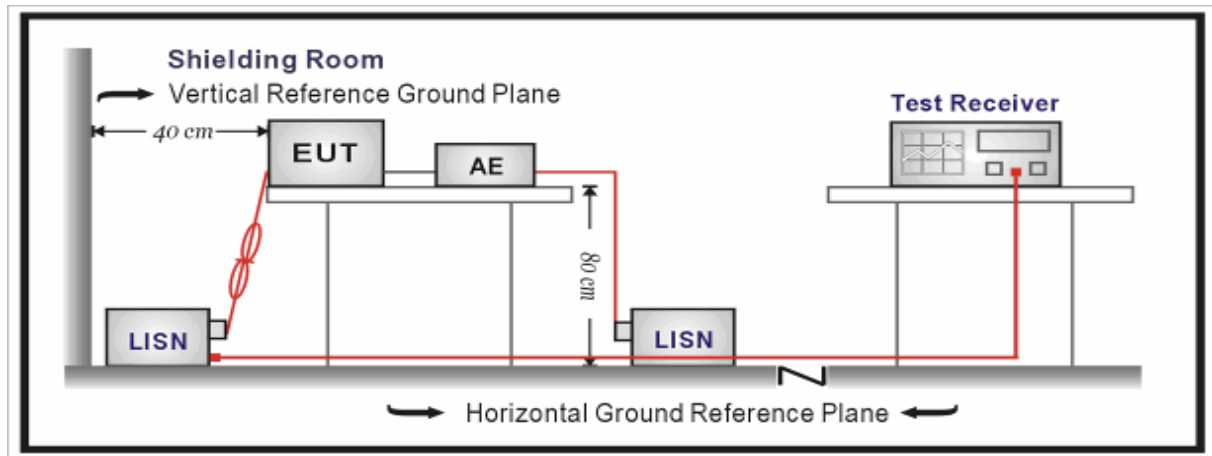 Shielding Room
Vertical Reference Ground Plane
40 cm
EUT
AE
Test Receiver
80 cm
LISN
LISN
Horizontal Ground Reference Plane